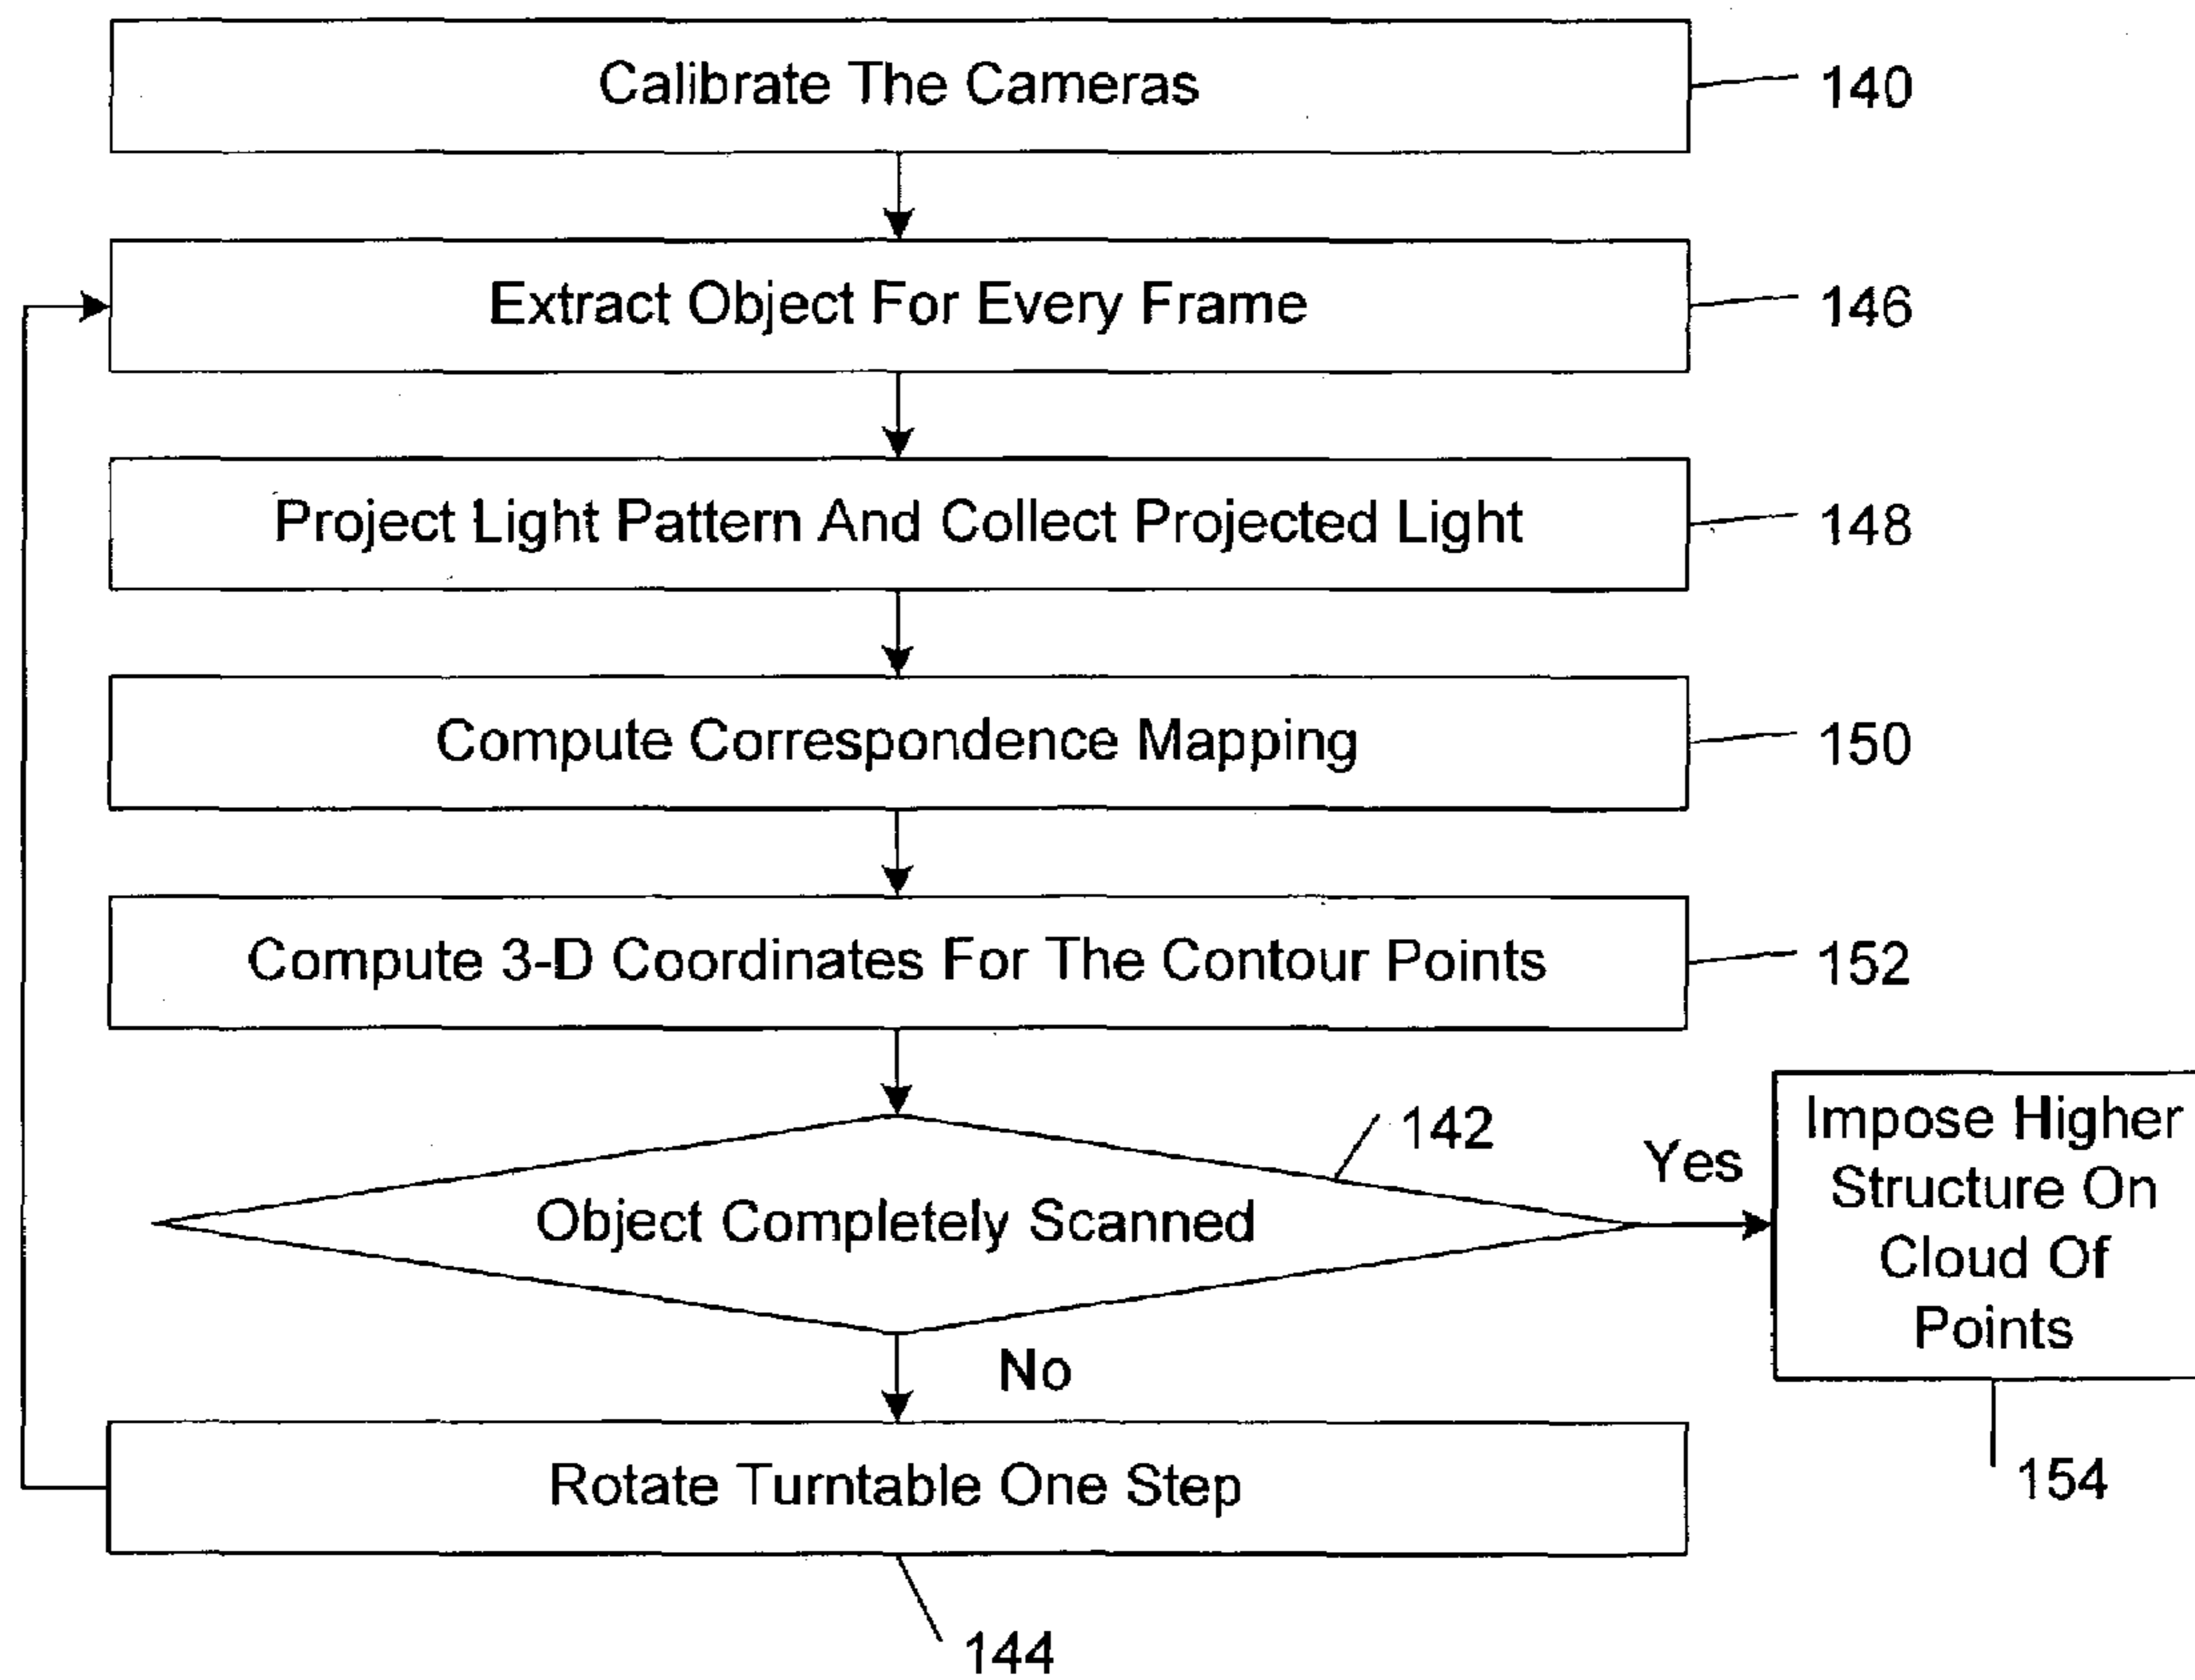 Calibrate The Cameras
140
Extract Object For Every Frame
146
Project Light Pattern And Collect Projected Light
148
Compute Correspondence Mapping
150
Compute 3-D Coordinates For The Contour Points
152
142
Object Completely Scanned
Yes
Impose Higher
Structure On
Cloud Of
Points
No
154
Rotate Turntable One Step
144